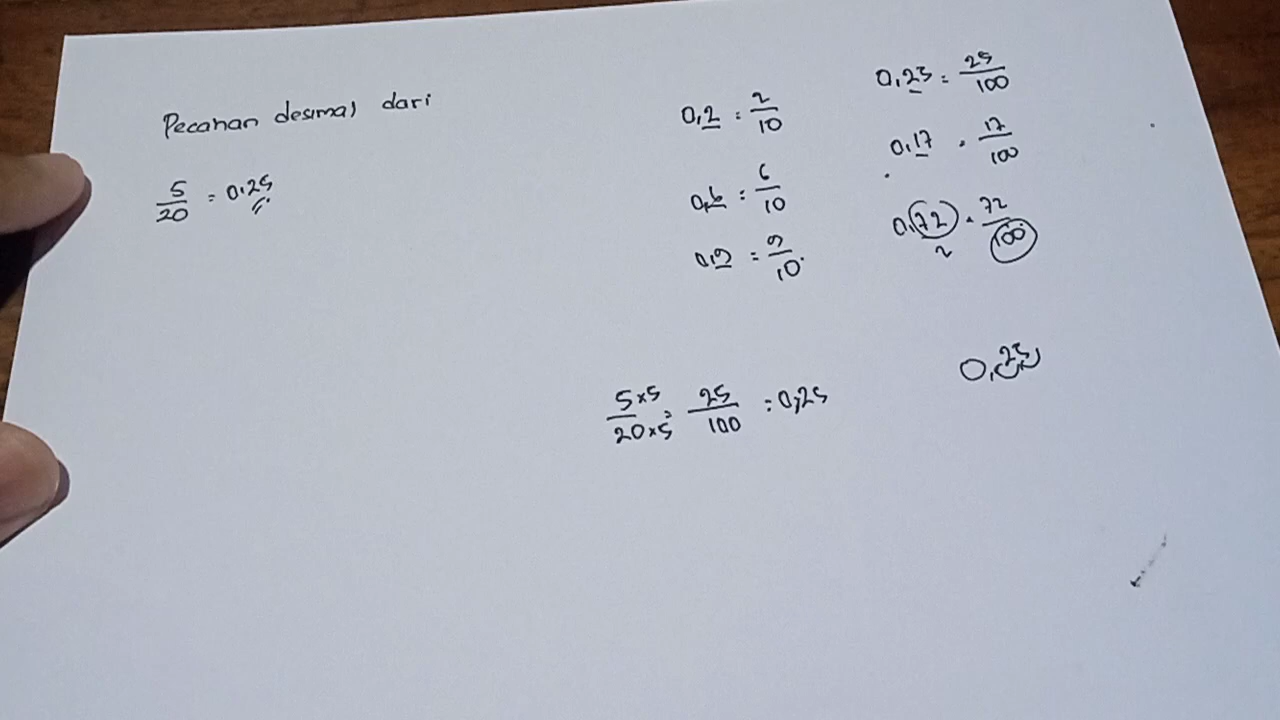 Pecahan desimal dari
5/20 = 0,25
0,2 = 2/10
0,6 = 6/10
0,9 = 9/10
0,25 = 25/100
0,17 = 17/100
0,72 = 72/100
2
5×5/20×5 = 25/100 = 0,25
0,25